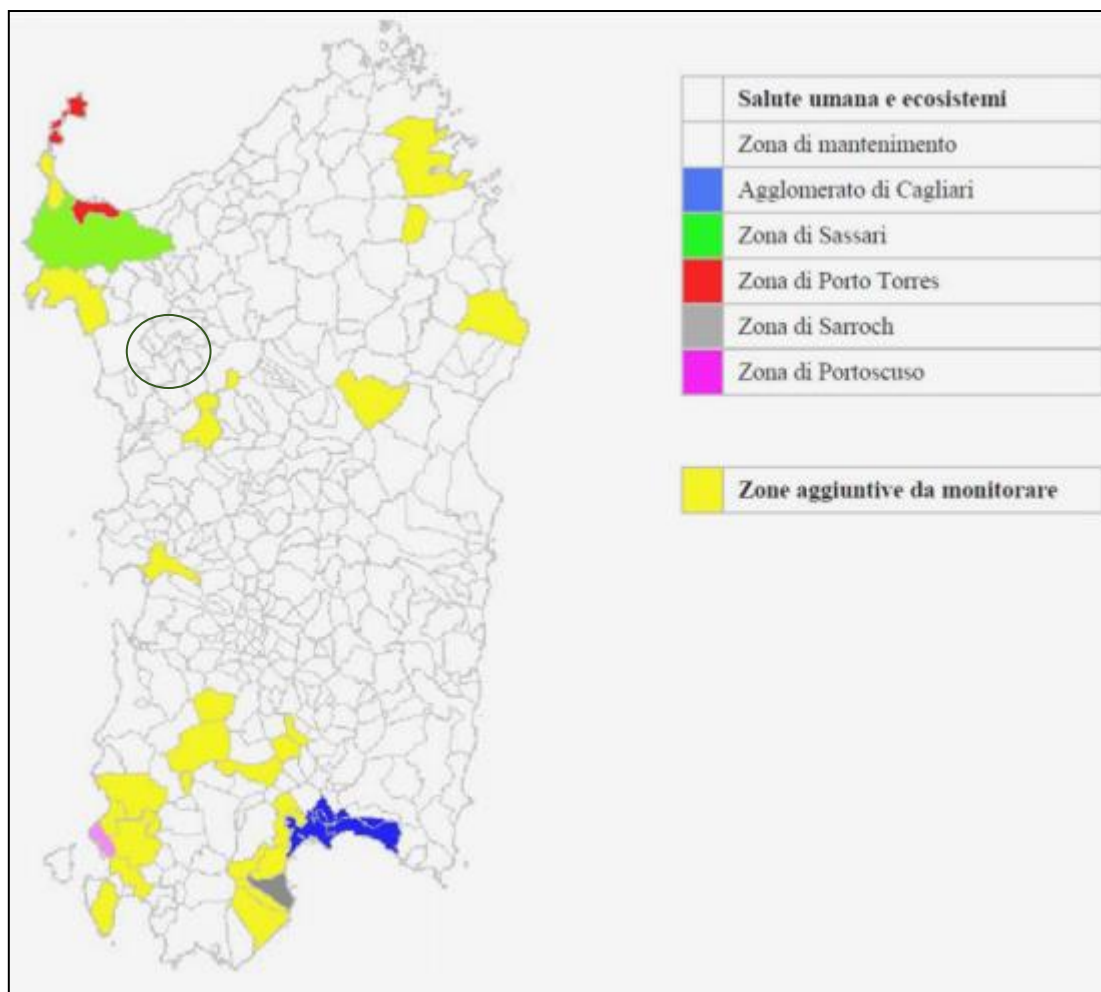 Salute umana e ecosistemi
Zona di mantenimento
Agglomerato di Cagliari
Zona di Sassari
Zona di Porto Torres
Zona di Sarroch
Zona di Portoscuso
Zone aggiuntive da monitorare